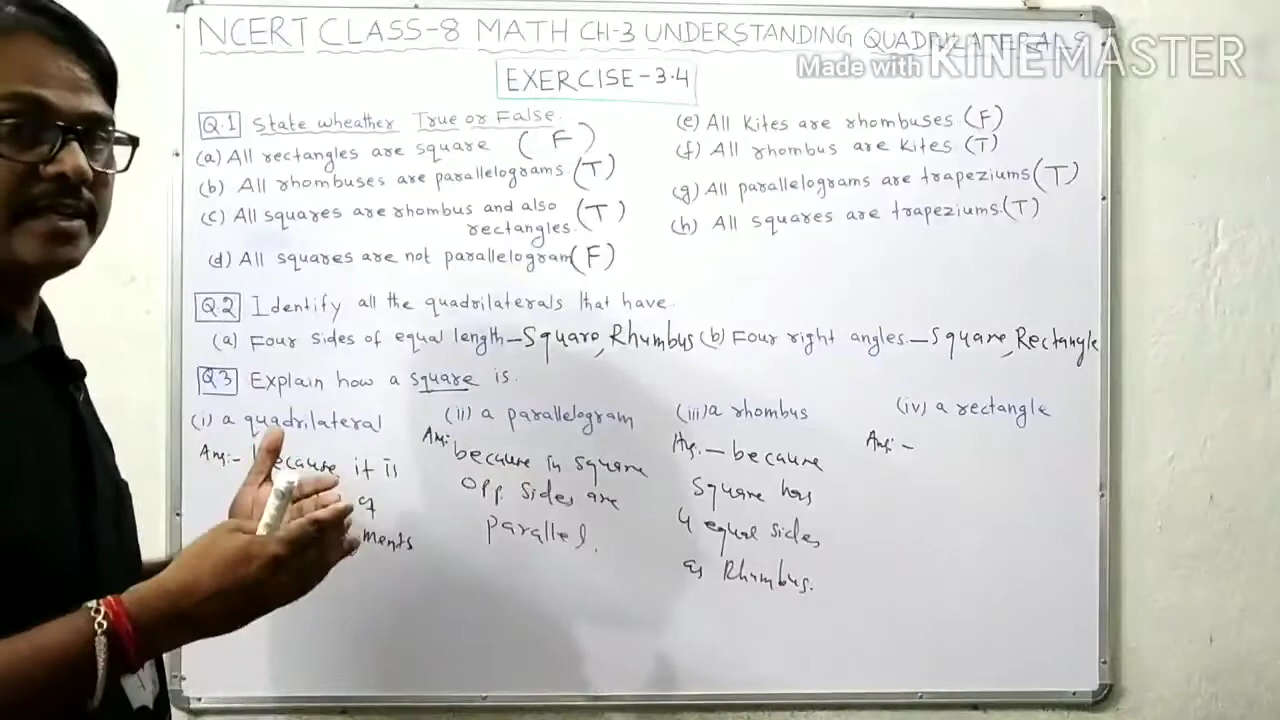 NCERT CLASS-8 MATH CH-3 UNDERSTANDING QUADRILATERALS
Made with KINEMASTER
EXERCISE-3.4
Q.1 State wheather True or False.
(a) All rectangles are square (F)
(b) All rhombuses are parallelograms. (T)
(c) All squares are rhombus and also (T)
rectangles.
(d) All squares are not parallelogram (F)
(e) All Kites are rhombuses (F)
(f) All rhombus are Kites (T)
(g) All parallelograms are trapeziums (T)
(h) All squares are trapeziums. (T)
Q.2 Identify all the quadrilaterals that have.
(a) Four sides of equal length - Square, Rhumbus (b) Four right angles. - Square, Rectangle
Q3 Explain how a square is.
(i) a quadrilateral
Ans:- because it is
of
ments
(ii) a parallelogram
Ans:- because in square
opp. sides are
parallel.
(iii) a rhombus
Ans. - because
Square has
4 equal sides
as Rhumbus.
(iv) a rectangle
Ans:-